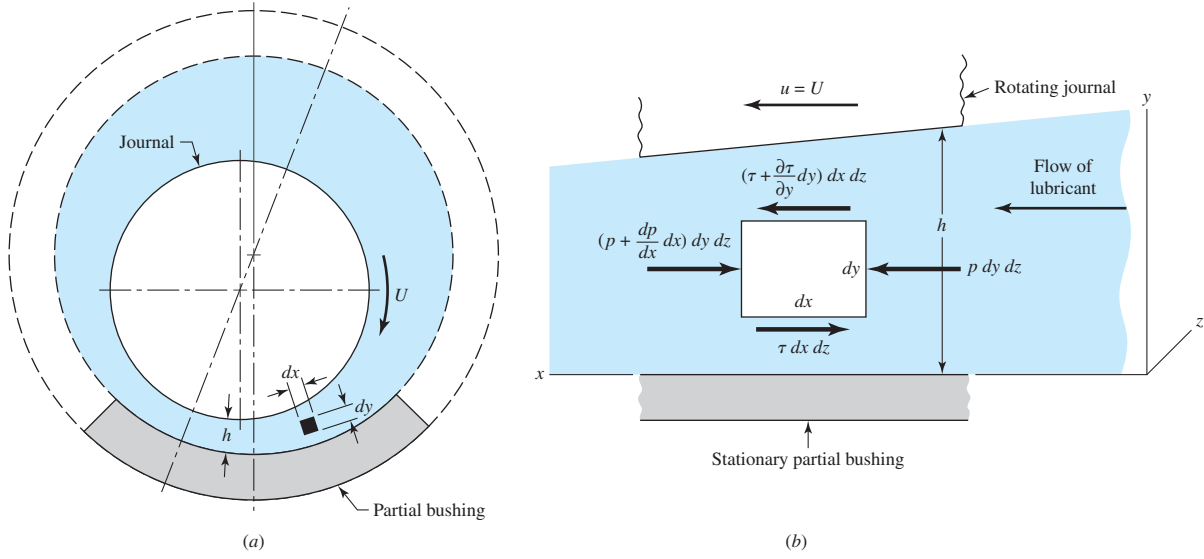 Journal
U
dx
dy
h
Partial bushing
(a)
u = U
Rotating journal
y
(τ + ∂τ/∂y dy) dx dz
Flow of
lubricant
(p + dp/dx dx) dy dz
h
dy
p dy dz
dx
τ dx dz
z
x
Stationary partial bushing
(b)